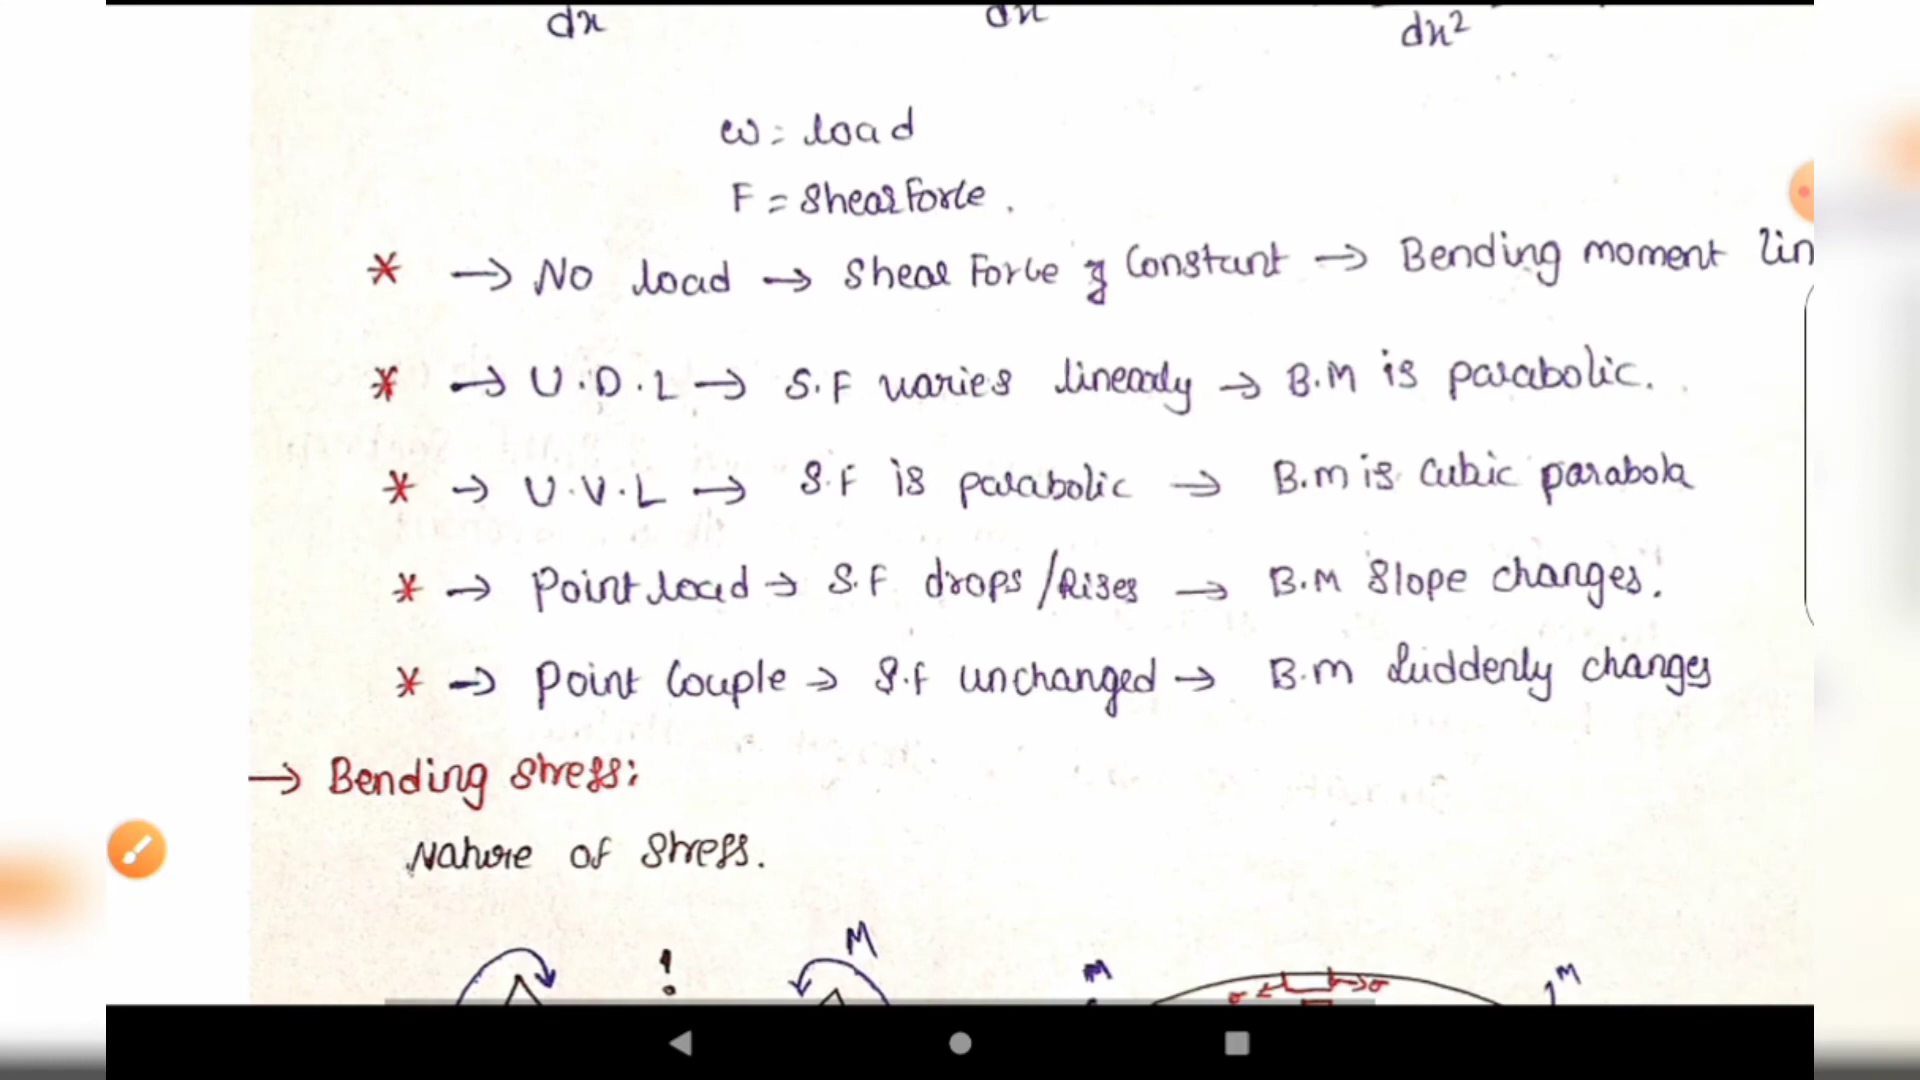 dx dx dx²
w = load
F = Shear Force.
* → No load → Shear Force is Constant → Bending moment lin
* → U.D.L → S.F varies linearly → B.M is parabolic.
* → U.V.L → S.F is parabolic → B.m is Cubic parabola
* → Point load → S.F drops/Rises → B.M Slope changes.
* → Point Couple → S.f unchanged → B.m Suddenly changes
→ Bending Stress:
Nature of Stress.
M
M
M
σ σ